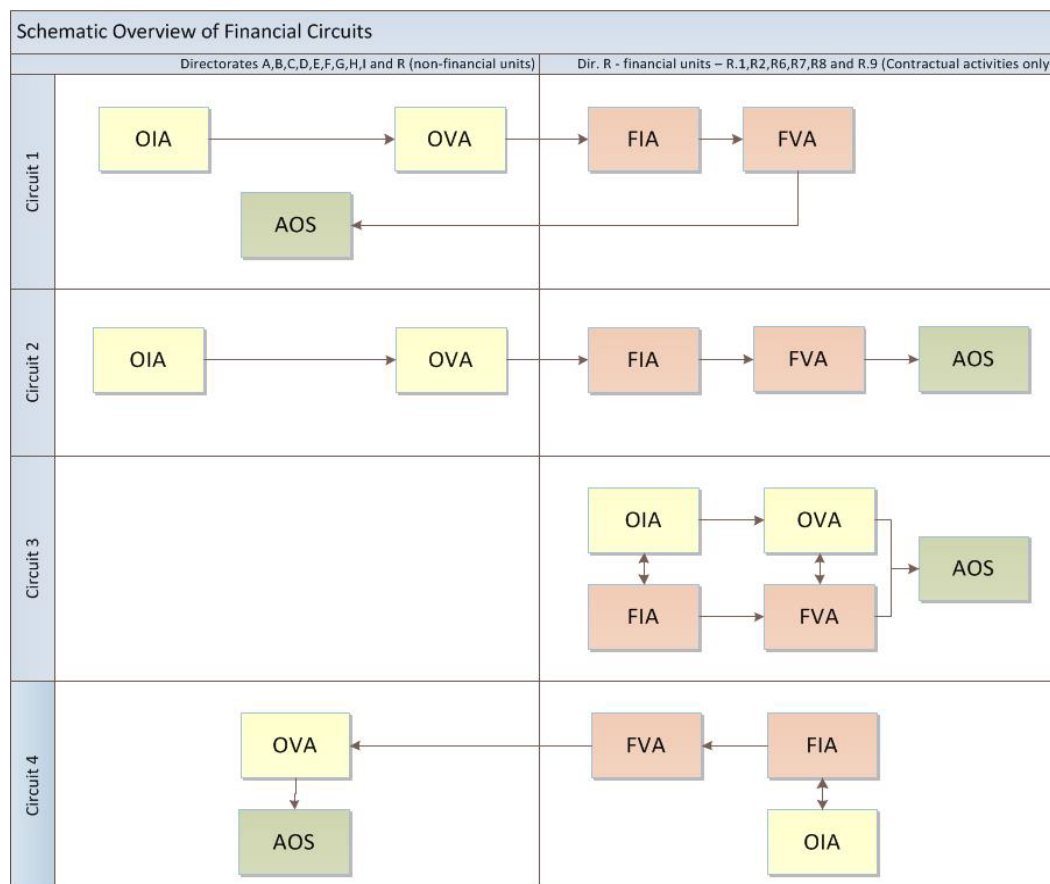 Schematic Overview of Financial Circuits
Directorates A,B,C,D,E,F,G,H,I and R (non-financial units)
Dir. R - financial units – R.1,R2,R6,R7,R8 and R.9 (Contractual activities only
Circuit 1
OIA
OVA
FIA
FVA
AOS
Circuit 2
OIA
OVA
FIA
FVA
AOS
Circuit 3
OIA
OVA
AOS
FIA
FVA
Circuit 4
OVA
FVA
FIA
AOS
OIA